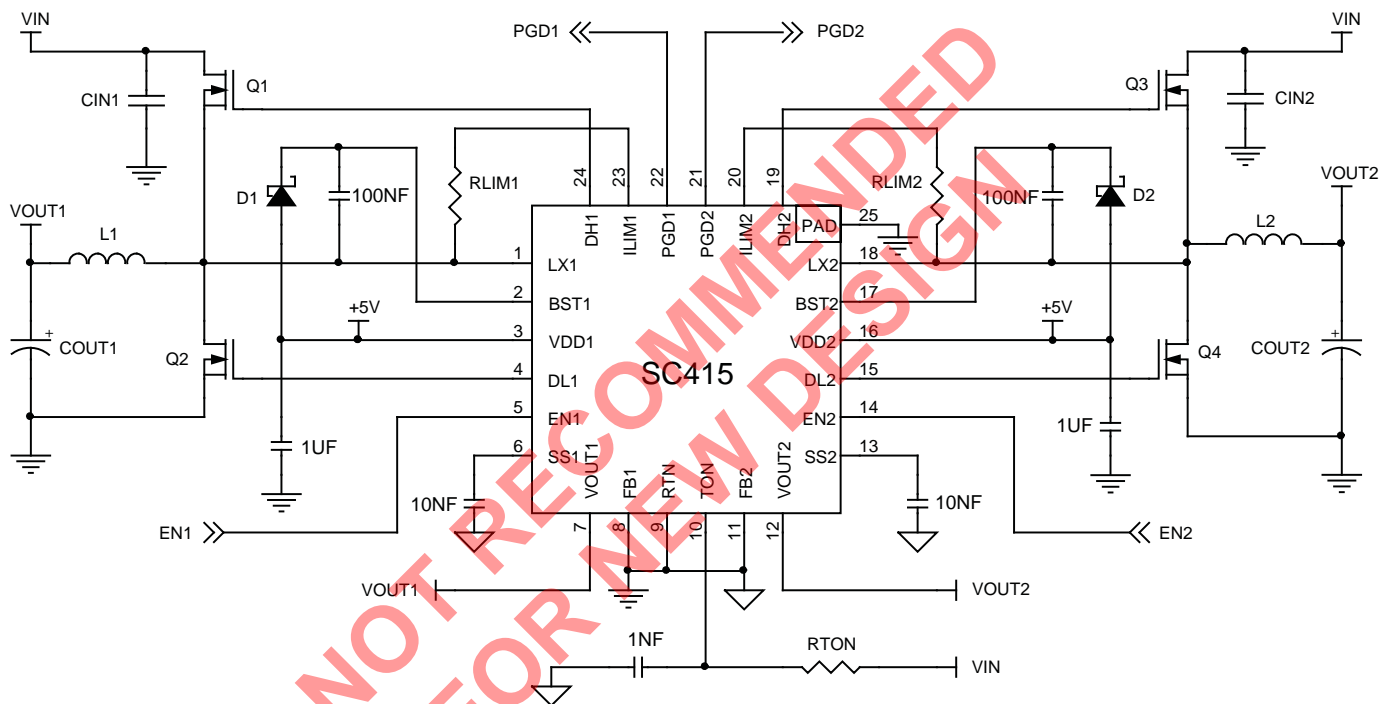 VIN
PGD1
PGD2
VIN
Q1
Q3
CIN1
CIN2
24
23
22
21
20
19
RLIM1
RLIM2
D1
100NF
100NF
D2
VOUT1
VOUT2
DH1
ILIM1
PGD1
PGD2
ILIM2
DH2
PAD
25
L1
L2
1
LX1
LX2
18
2
BST1
BST2
17
+5V
+5V
3
VDD1
VDD2
16
+
COUT1
Q2
SC415
Q4
COUT2
+
4
DL1
DL2
15
5
EN1
EN2
14
1UF
1UF
6
SS1
SS2
13
VOUT1
FB1
RTN
TON
FB2
VOUT2
10NF
10NF
7
8
9
10
11
12
EN1
EN2
VOUT1
VOUT2
1NF
RTON
VIN
NOT RECOMMENDED
FOR NEW DESIGN